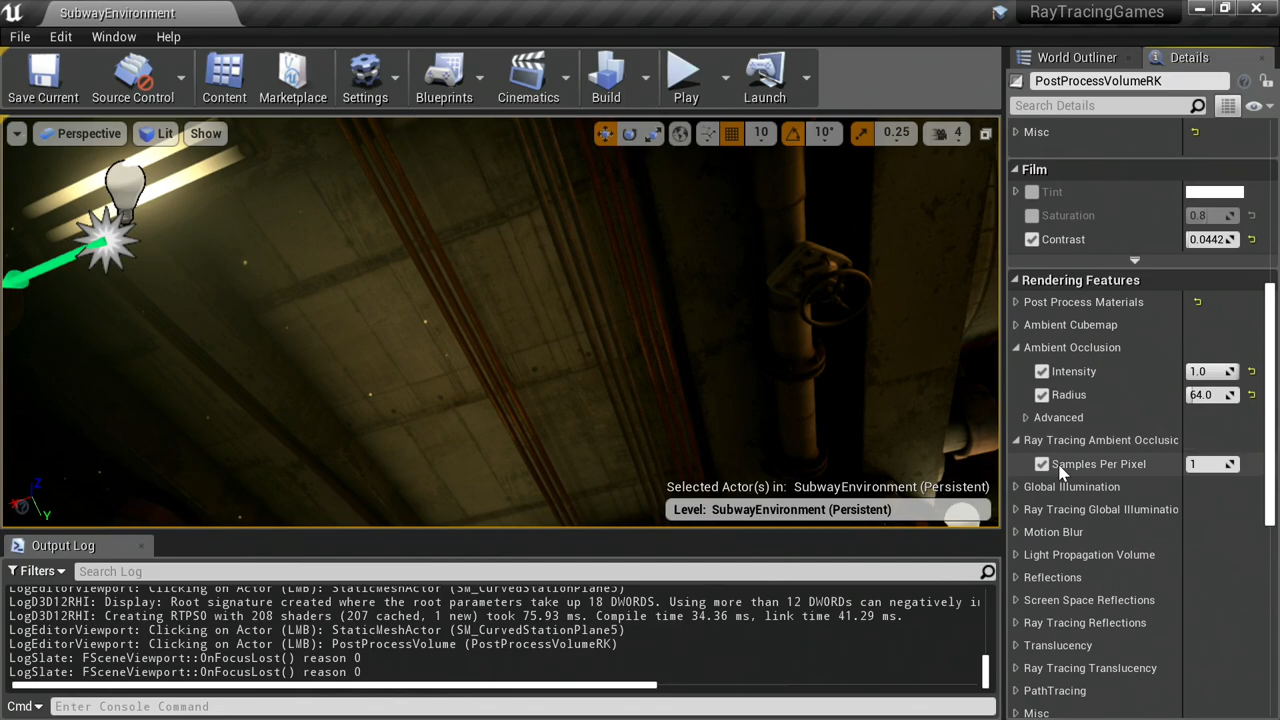 SubwayEnvironment
RayTracingGames
File Edit Window Help
World Outliner
Details
Save Current
Source Control
Content
Marketplace
Settings
Blueprints
Cinematics
Build
Play
Launch
PostProcessVolumeRK
Search Details
Perspective Lit Show
10 10° 0.25 4
Misc
Film
Tint
Saturation 0.8
Contrast 0.0442
Rendering Features
Post Process Materials
Ambient Cubemap
Ambient Occlusion
Intensity 1.0
Radius 64.0
Advanced
Ray Tracing Ambient Occlusic
Samples Per Pixel 1
Global Illumination
Ray Tracing Global Illuminatio
Motion Blur
Light Propagation Volume
Reflections
Screen Space Reflections
Ray Tracing Reflections
Translucency
Ray Tracing Translucency
PathTracing
Misc
Z
Y
Selected Actor(s) in: SubwayEnvironment (Persistent)
Level: SubwayEnvironment (Persistent)
Output Log
Filters
Search Log
LogEditorViewport: Clicking on Actor (LMB): StaticMeshActor (SM_CurvedStationPlane5)
LogD3D12RHI: Display: Root signature created where the root parameters take up 18 DWORDS. Using more than 12 DWORDs can negatively i
LogD3D12RHI: Creating RTPSO with 208 shaders (207 cached, 1 new) took 75.93 ms. Compile time 34.36 ms, link time 41.29 ms.
LogEditorViewport: Clicking on Actor (LMB): StaticMeshActor (SM_CurvedStationPlane5)
LogEditorViewport: Clicking on Actor (LMB): PostProcessVolume (PostProcessVolumeRK)
LogSlate: FSceneViewport::OnFocusLost() reason 0
LogSlate: FSceneViewport::OnFocusLost() reason 0
Cmd
Enter Console Command